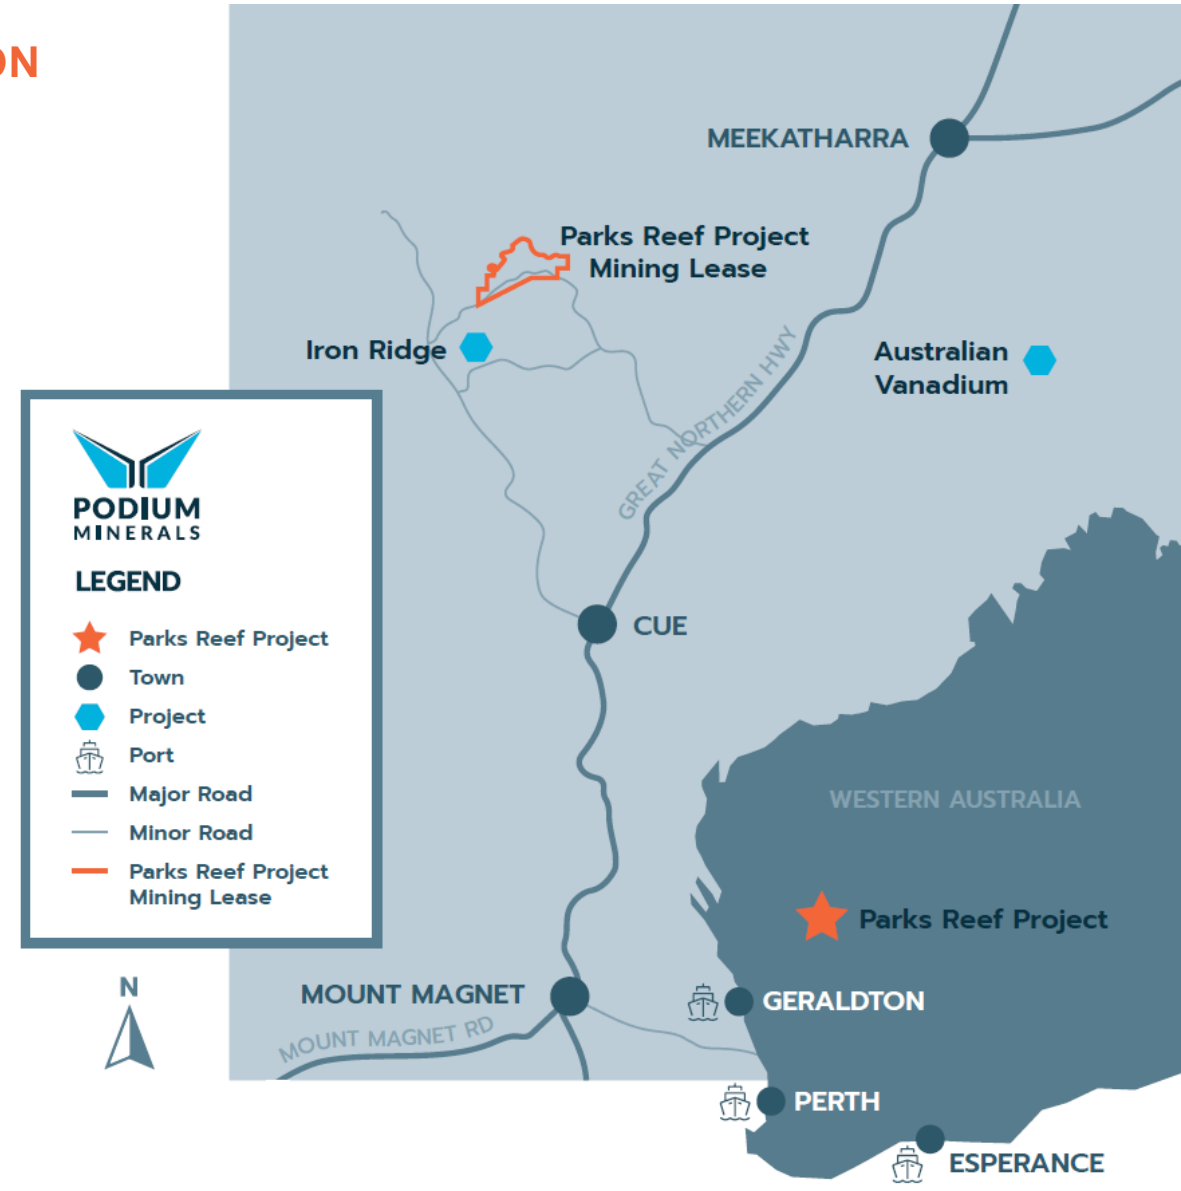 ON
MEEKATHARRA
Parks Reef Project
Mining Lease
Iron Ridge
Australian
Vanadium
GREAT NORTHERN HWY
PODIUM
MINERALS
LEGEND
Parks Reef Project
Town
Project
Port
Major Road
Minor Road
Parks Reef Project
Mining Lease
CUE
WESTERN AUSTRALIA
Parks Reef Project
N
MOUNT MAGNET
MOUNT MAGNET RD
GERALDTON
PERTH
ESPERANCE